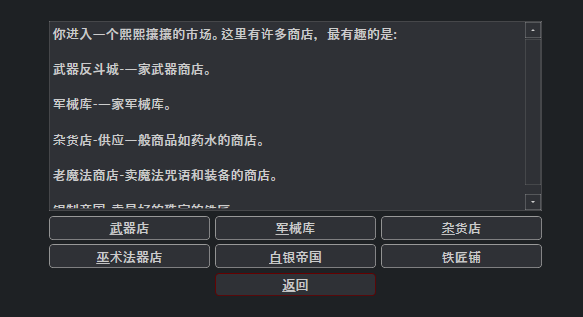 你进入一个熙熙攘攘的市场。这里有许多商店，最有趣的是:
武器反斗城-一家武器商店。
军械库-一家军械库。
杂货店-供应一般商品如药水的商店。
老魔法商店-卖魔法咒语和装备的商店。
武器店
军械库
杂货店
巫术法器店
白银帝国
铁匠铺
返回